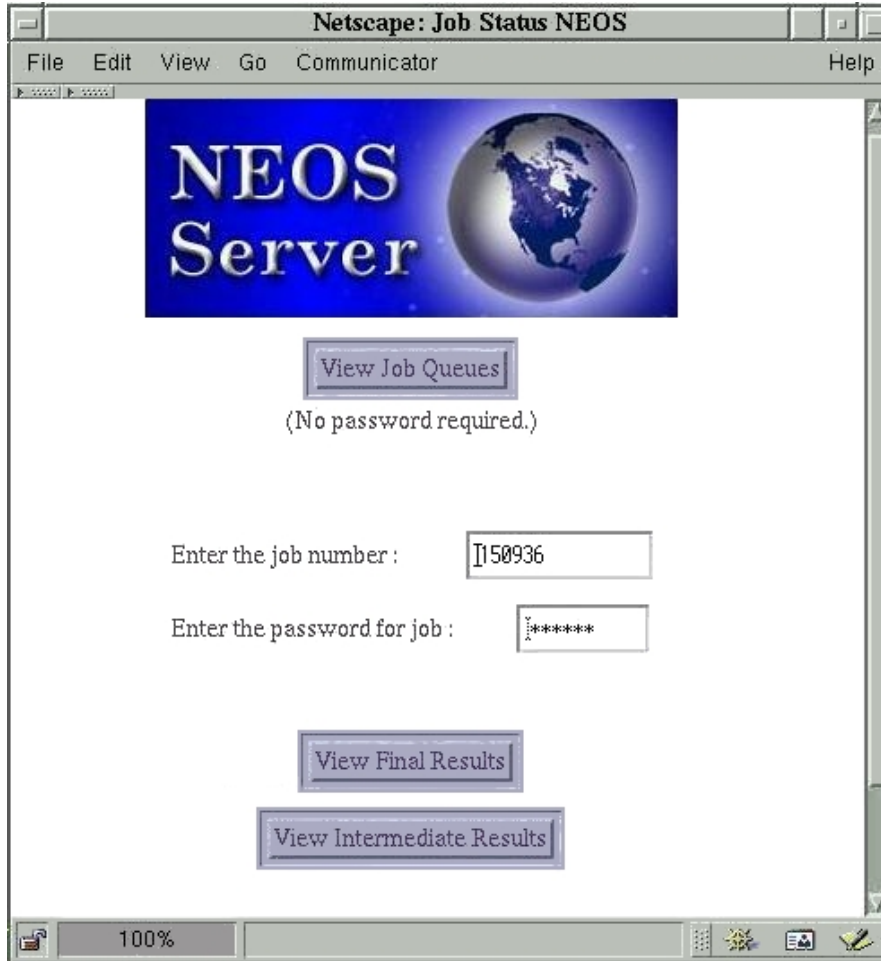 Netscape: Job Status NEOS
File Edit View Go Communicator Help
NEOS
Server
View Job Queues
(No password required.)
Enter the job number : 150936
Enter the password for job : ******
View Final Results
View Intermediate Results
100%